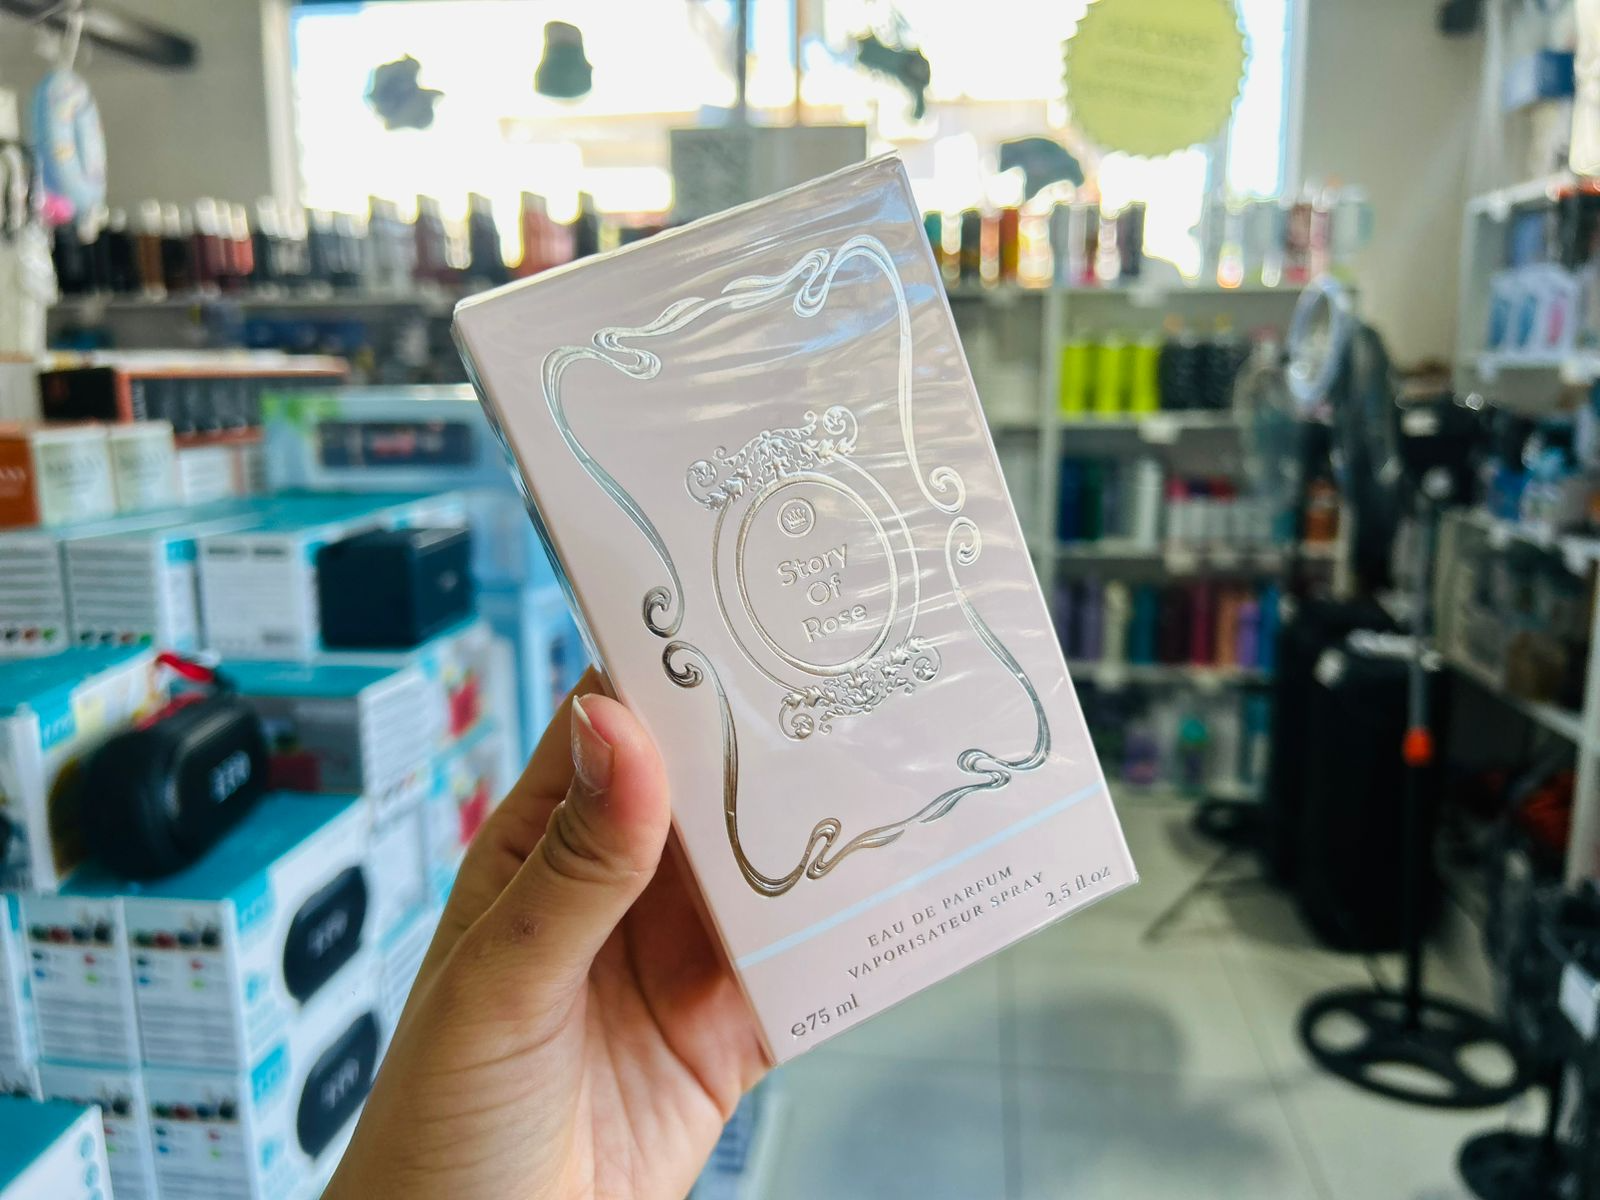 Story
Of
Rose
EAU DE PARFUM
VAPORISATEUR SPRAY
℮75 ml
2.5 fl.oz